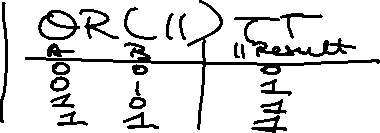 OR(||) TT
A B || Result
0 0 0
0 1 1
1 0 1
1 1 1